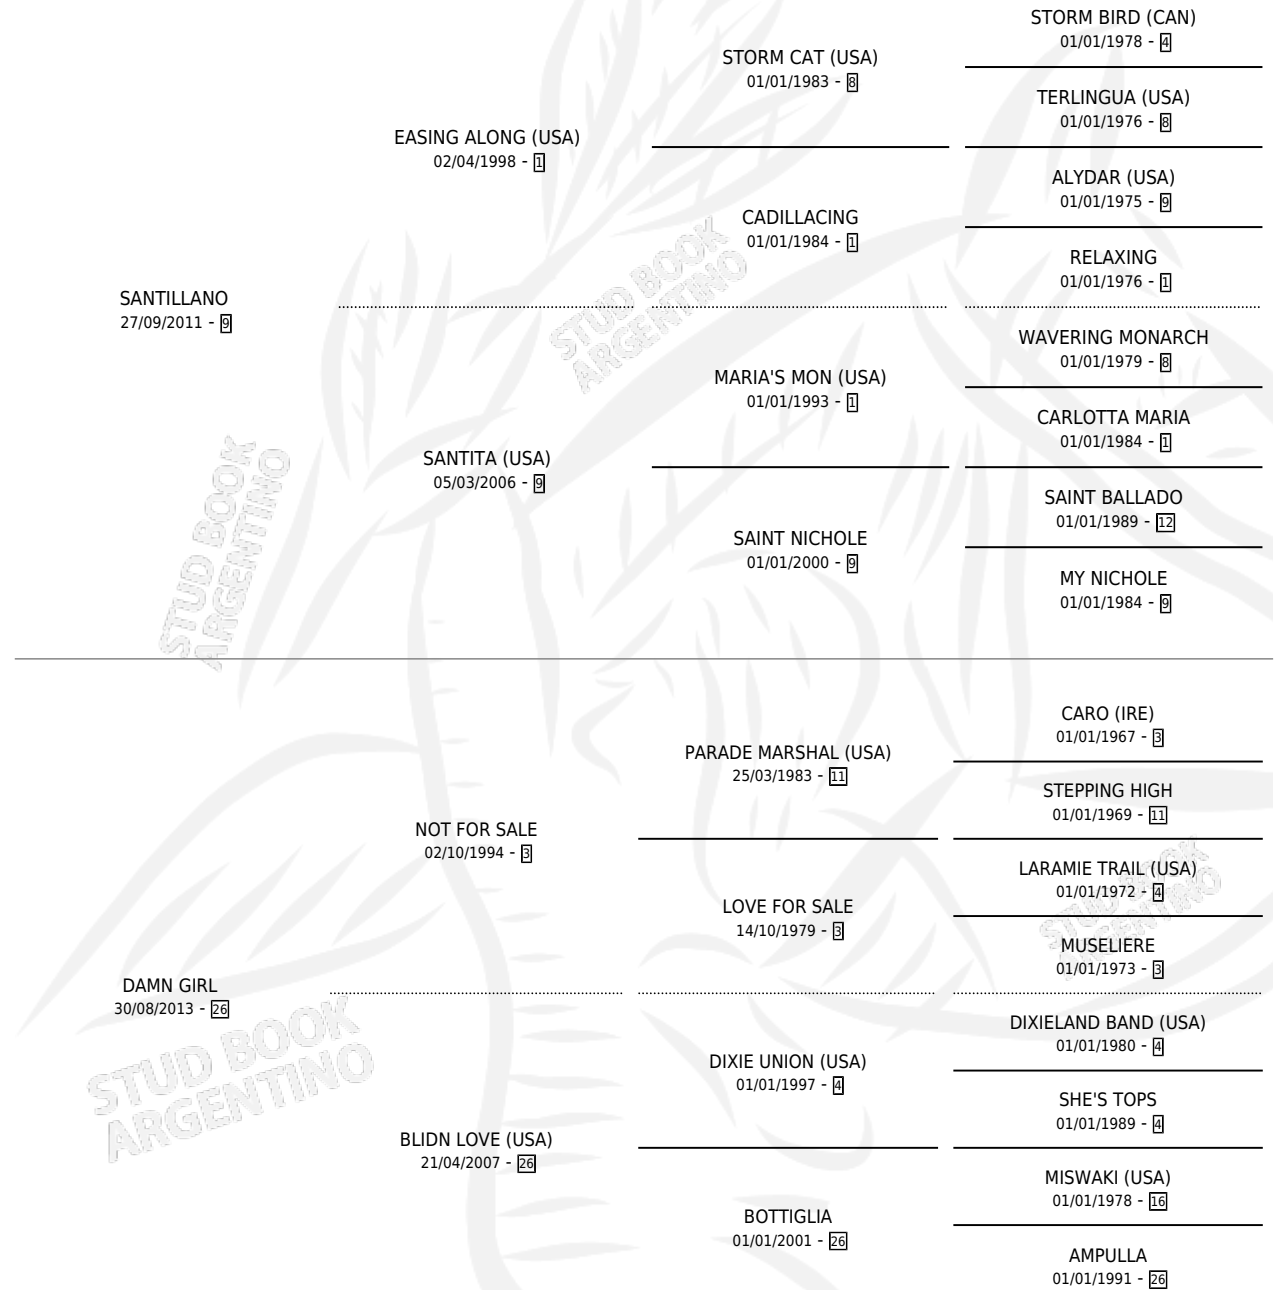 STORM BIRD (CAN)
01/01/1978 - 4
STORM CAT (USA)
01/01/1983 - 8
TERLINGUA (USA)
01/01/1976 - 8
EASING ALONG (USA)
02/04/1998 - 1
ALYDAR (USA)
01/01/1975 - 9
CADILLACING
01/01/1984 - 1
RELAXING
01/01/1976 - 1
SANTILLANO
27/09/2011 - 9
WAVERING MONARCH
01/01/1979 - 8
MARIA'S MON (USA)
01/01/1993 - 1
CARLOTTA MARIA
01/01/1984 - 1
SANTITA (USA)
05/03/2006 - 9
SAINT BALLADO
01/01/1989 - 12
SAINT NICHOLE
01/01/2000 - 9
MY NICHOLE
01/01/1984 - 9
CARO (IRE)
01/01/1967 - 3
PARADE MARSHAL (USA)
25/03/1983 - 11
STEPPING HIGH
01/01/1969 - 11
NOT FOR SALE
02/10/1994 - 3
LARAMIE TRAIL (USA)
01/01/1972 - 4
LOVE FOR SALE
14/10/1979 - 3
MUSELIERE
01/01/1973 - 3
DAMN GIRL
30/08/2013 - 26
DIXIELAND BAND (USA)
01/01/1980 - 4
DIXIE UNION (USA)
01/01/1997 - 4
SHE'S TOPS
01/01/1989 - 4
BLIDN LOVE (USA)
21/04/2007 - 26
MISWAKI (USA)
01/01/1978 - 16
BOTTIGLIA
01/01/2001 - 26
AMPULLA
01/01/1991 - 26
STUD BOOK
ARGENTINO
STUD BOOK
ARGENTINO
STUD BOOK
ARGENTINO
STUD BOOK
ARGENTINO